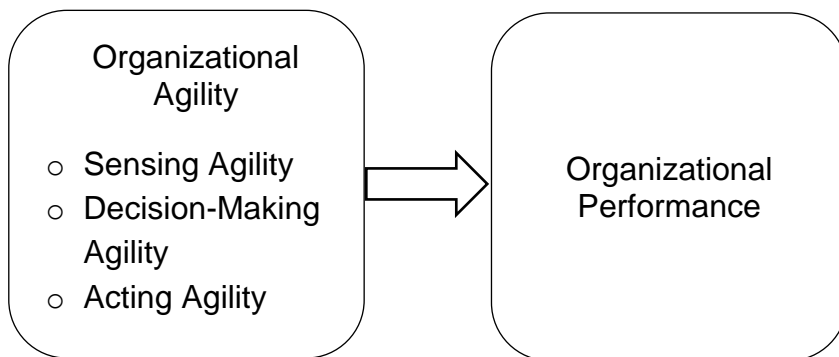 Organizational
Agility
○ Sensing Agility
○ Decision-Making
Agility
○ Acting Agility
Organizational
Performance